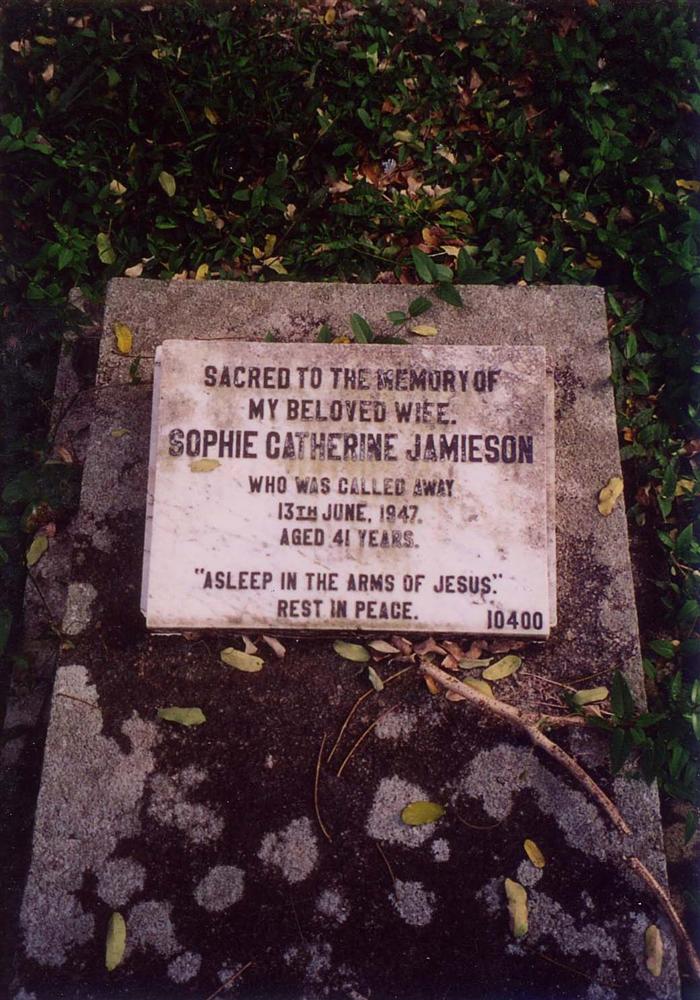 SACRED TO THE MEMORY OF
MY BELOVED WIFE.
SOPHIE CATHERINE JAMIESON
WHO WAS CALLED AWAY
13TH JUNE, 1947.
AGED 41 YEARS.
"ASLEEP IN THE ARMS OF JESUS."
REST IN PEACE.
10400